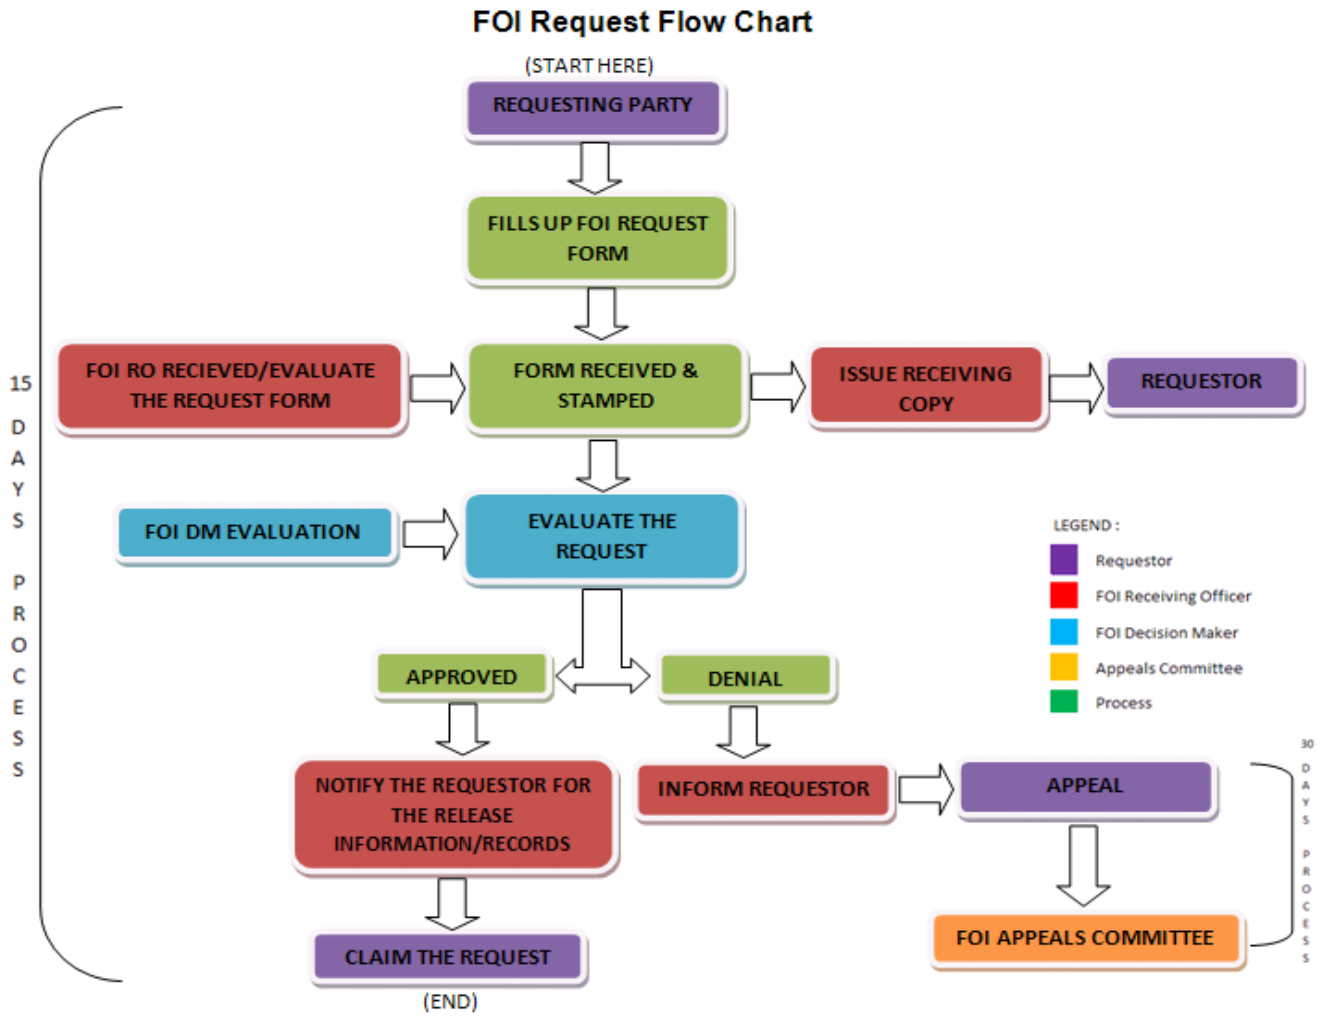 FOI Request Flow Chart
(START HERE)
REQUESTING PARTY
FILLS UP FOI REQUEST
FORM
FOI RO RECIEVED/EVALUATE
THE REQUEST FORM
FORM RECEIVED &
STAMPED
ISSUE RECEIVING
COPY
REQUESTOR
15
D
A
Y
S
P
R
O
C
E
S
S
FOI DM EVALUATION
EVALUATE THE
REQUEST
LEGEND :
Requestor
FOI Receiving Officer
FOI Decision Maker
Appeals Committee
Process
APPROVED
DENIAL
NOTIFY THE REQUESTOR FOR
THE RELEASE
INFORMATION/RECORDS
INFORM REQUESTOR
APPEAL
30
D
A
Y
S
P
R
O
C
E
S
S
FOI APPEALS COMMITTEE
CLAIM THE REQUEST
(END)